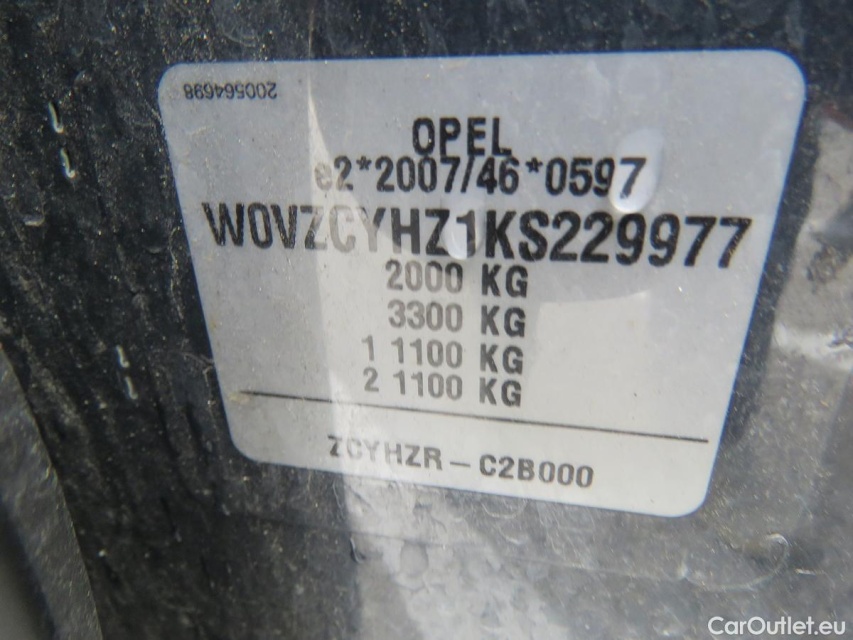 200564698
OPEL
e2*2007/46*0597
W0VZCYHZ1KS229977
2000 KG
3300 KG
1 1100 KG
2 1100 KG
ZCYHZR - C2B000
CarOutlet.eu